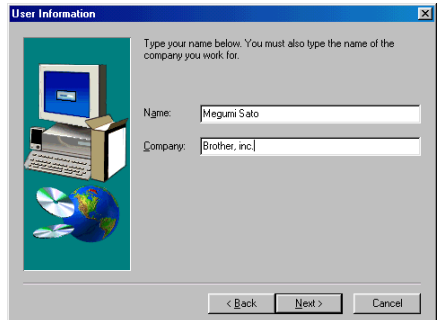 User Information
Type your name below. You must also type the name of the
company you work for.
Name: Megumi Sato
Company: Brother, inc.
< Back Next > Cancel